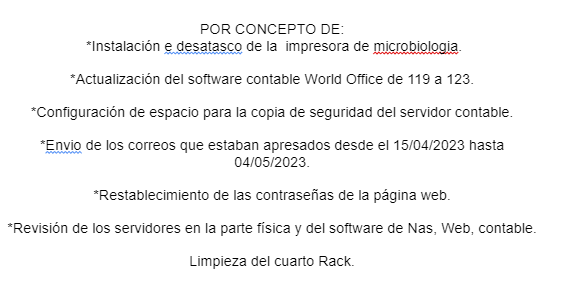 POR CONCEPTO DE:
*Instalación e desatasco de la  impresora de microbiologia.
*Actualización del software contable World Office de 119 a 123.
*Configuración de espacio para la copia de seguridad del servidor contable.
*Envio de los correos que estaban apresados desde el 15/04/2023 hasta
04/05/2023.
*Restablecimiento de las contraseñas de la página web.
*Revisión de los servidores en la parte física y del software de Nas, Web, contable.
Limpieza del cuarto Rack.